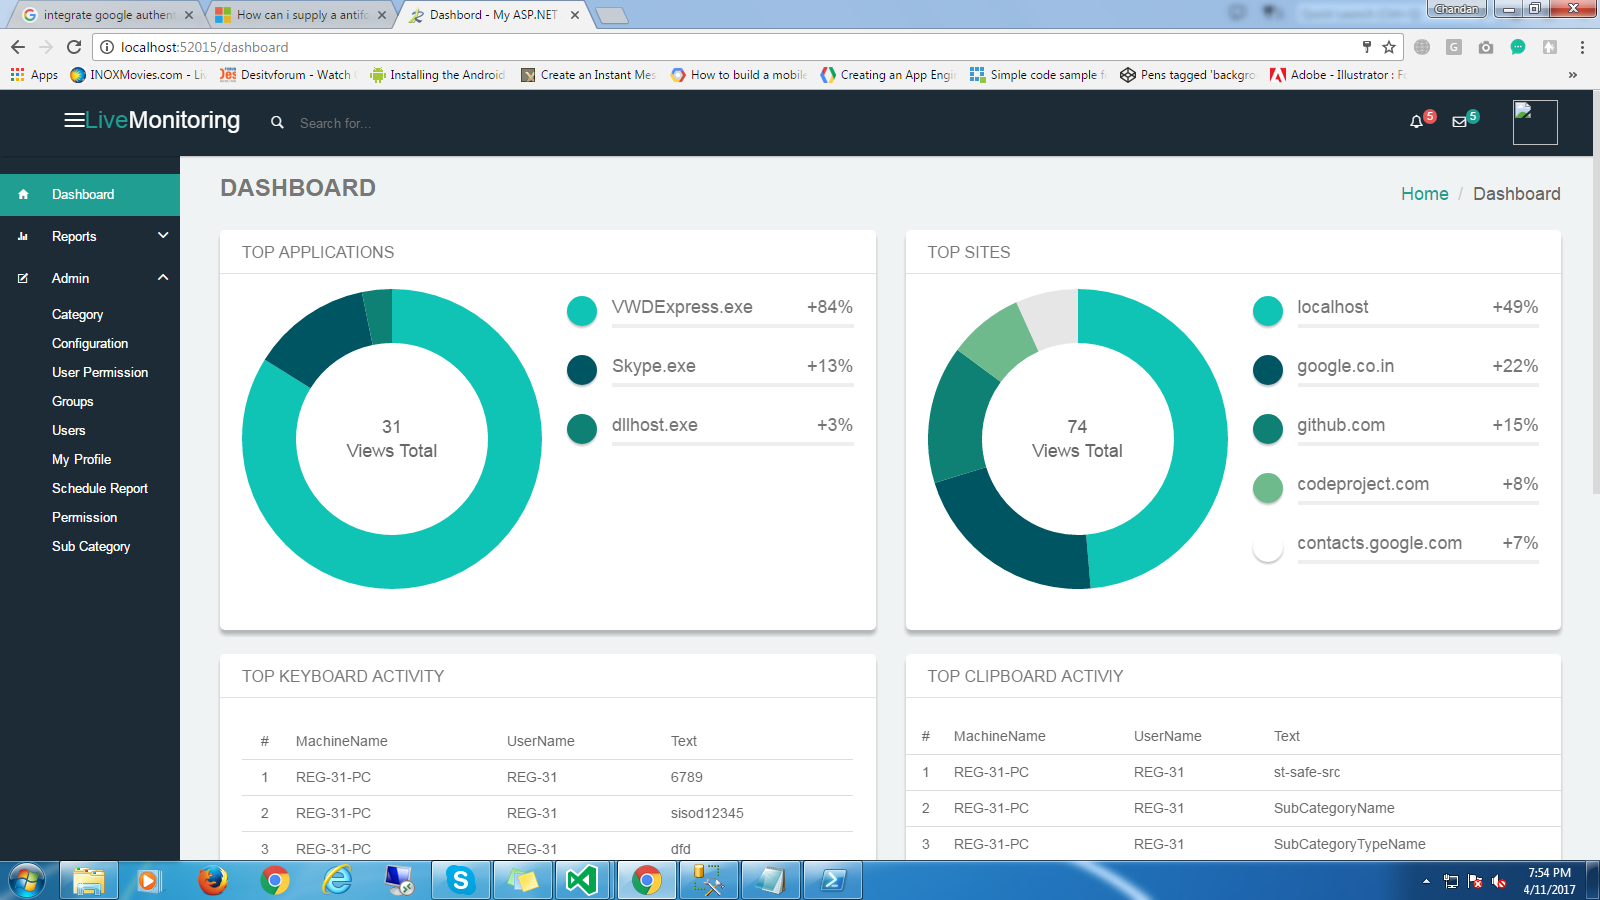 integrate google authent
How can i supply a antifo
Dashbord - My ASP.NET
Chandan
localhost:52015/dashboard
Apps
INOXMovies.com - Liv
Desitvforum - Watch
Installing the Android
Create an Instant Mes
How to build a mobile
Creating an App Engi
Simple code sample f
Pens tagged 'backgro
Adobe - Illustrator : Fo
»
LiveMonitoring
Search for...
5
5
Dashboard
Reports
Admin
Category
Configuration
User Permission
Groups
Users
My Profile
Schedule Report
Permission
Sub Category
DASHBOARD
Home / Dashboard
TOP APPLICATIONS
31
Views Total
VWDExpress.exe +84%
Skype.exe +13%
dllhost.exe +3%
TOP SITES
74
Views Total
localhost +49%
google.co.in +22%
github.com +15%
codeproject.com +8%
contacts.google.com +7%
TOP KEYBOARD ACTIVITY
# MachineName UserName Text
1 REG-31-PC REG-31 6789
2 REG-31-PC REG-31 sisod12345
3 REG-31-PC REG-31 dfd
TOP CLIPBOARD ACTIVIY
# MachineName UserName Text
1 REG-31-PC REG-31 st-safe-src
2 REG-31-PC REG-31 SubCategoryName
3 REG-31-PC REG-31 SubCategoryTypeName
7:54 PM
4/11/2017